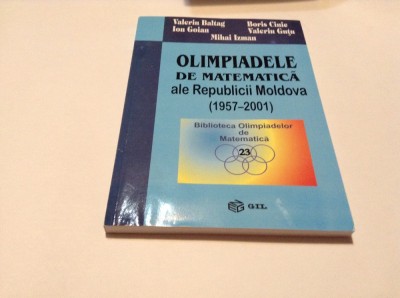 Valeriu Baltag Boris Cinic
Ion Goian Valeriu Guțu
Mihai Izman
OLIMPIADELE
DE MATEMATICĂ
ale Republicii Moldova
(1957-2001)
Biblioteca Olimpiadelor
de
Matematică
23
GIL